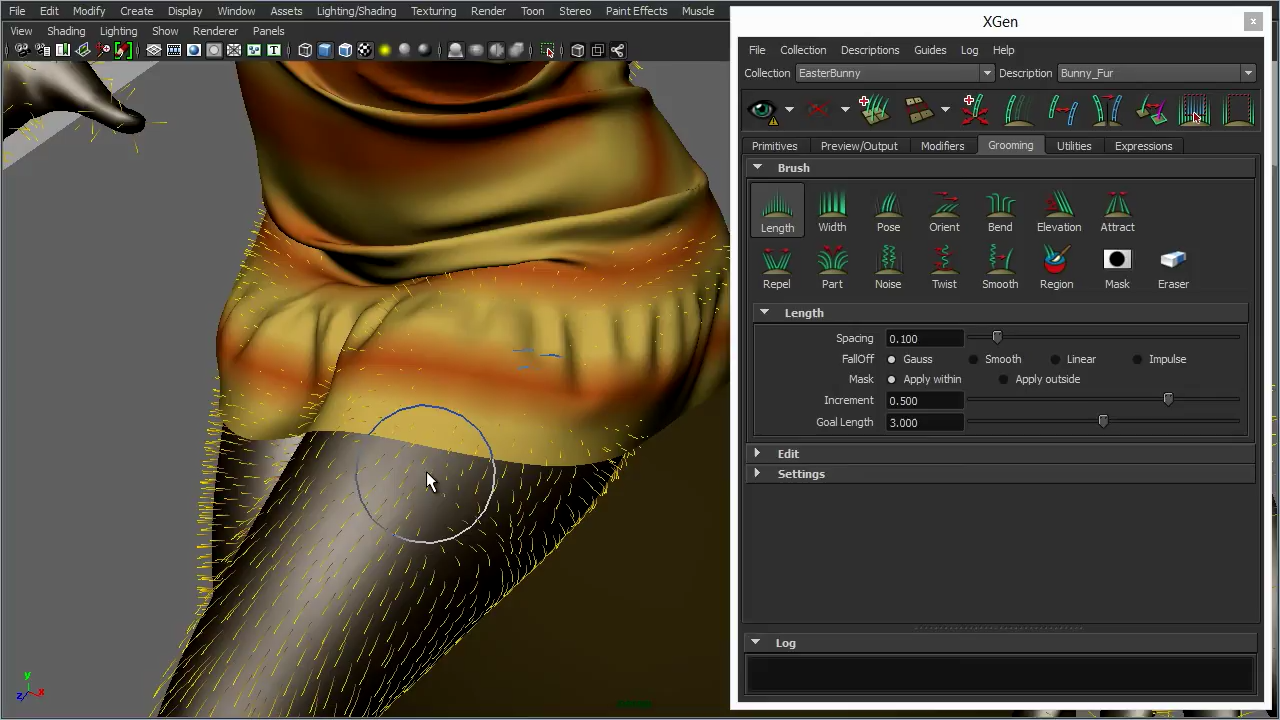 File Edit Modify Create Display Window Assets Lighting/Shading Texturing Render Toon Stereo Paint Effects Muscle
View Shading Lighting Show Renderer Panels
XGen
File Collection Descriptions Guides Log Help
Collection EasterBunny Description Bunny_Fur
Primitives Preview/Output Modifiers Grooming Utilities Expressions
Brush
Length Width Pose Orient Bend Elevation Attract
Repel Part Noise Twist Smooth Region Mask Eraser
Length
Spacing 0.100
FallOff Gauss Smooth Linear Impulse
Mask Apply within Apply outside
Increment 0.500
Goal Length 3.000
Edit
Settings
Log
y
z x